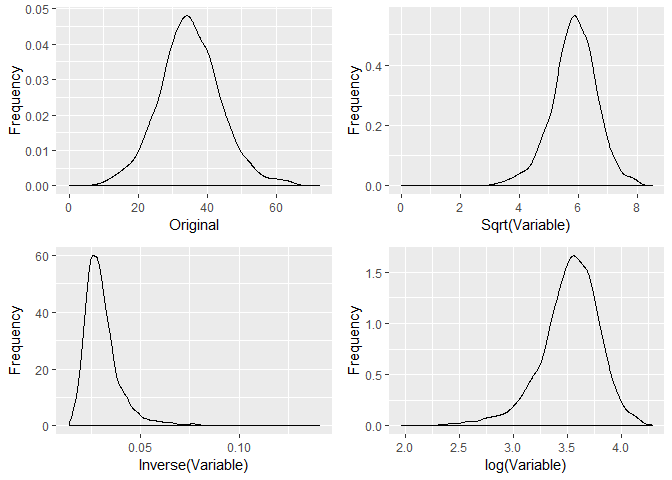 Frequency
0.05
0.04
0.03
0.02
0.01
0.00
0 20 40 60
Original
Frequency
0.4
0.2
0.0
0 2 4 6 8
Sqrt(Variable)
Frequency
60
40
20
0
0.05 0.10
Inverse(Variable)
Frequency
1.5
1.0
0.5
0.0
2.0 2.5 3.0 3.5 4.0
log(Variable)